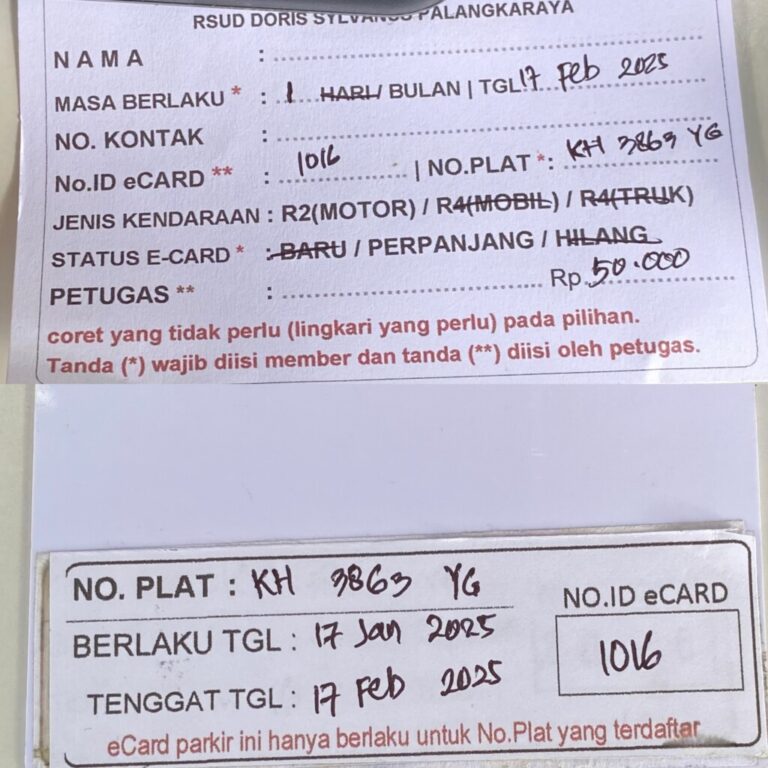 RSUD DORIS SYLVANUS PALANGKARAYA
NAMA :
MASA BERLAKU * : 1 HARI/ BULAN | TGL 17 Feb 2025
NO. KONTAK :
No.ID eCARD ** : 1016 | NO.PLAT *: KH 3863 YG
JENIS KENDARAAN : R2(MOTOR) / R4(MOBIL) / R4(TRUK)
STATUS E-CARD * : BARU / PERPANJANG / HILANG
PETUGAS ** : Rp. 50.000
coret yang tidak perlu (lingkari yang perlu) pada pilihan.
Tanda (*) wajib diisi member dan tanda (**) diisi oleh petugas.
NO. PLAT : KH 3863 YG
NO.ID eCARD
BERLAKU TGL : 17 Jan 2025
1016
TENGGAT TGL : 17 Feb 2025
eCard parkir ini hanya berlaku untuk No.Plat yang terdaftar